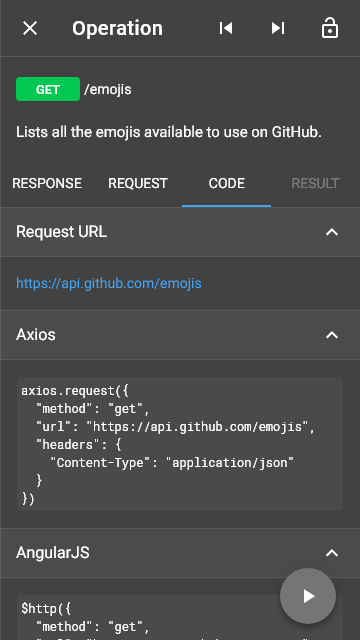 Operation
GET /emojis
Lists all the emojis available to use on GitHub.
RESPONSE REQUEST CODE RESULT
Request URL
https://api.github.com/emojis
Axios
axios.request({
  "method": "get",
  "url": "https://api.github.com/emojis",
  "headers": {
    "Content-Type": "application/json"
  }
})
AngularJS
$http({
  "method": "get",